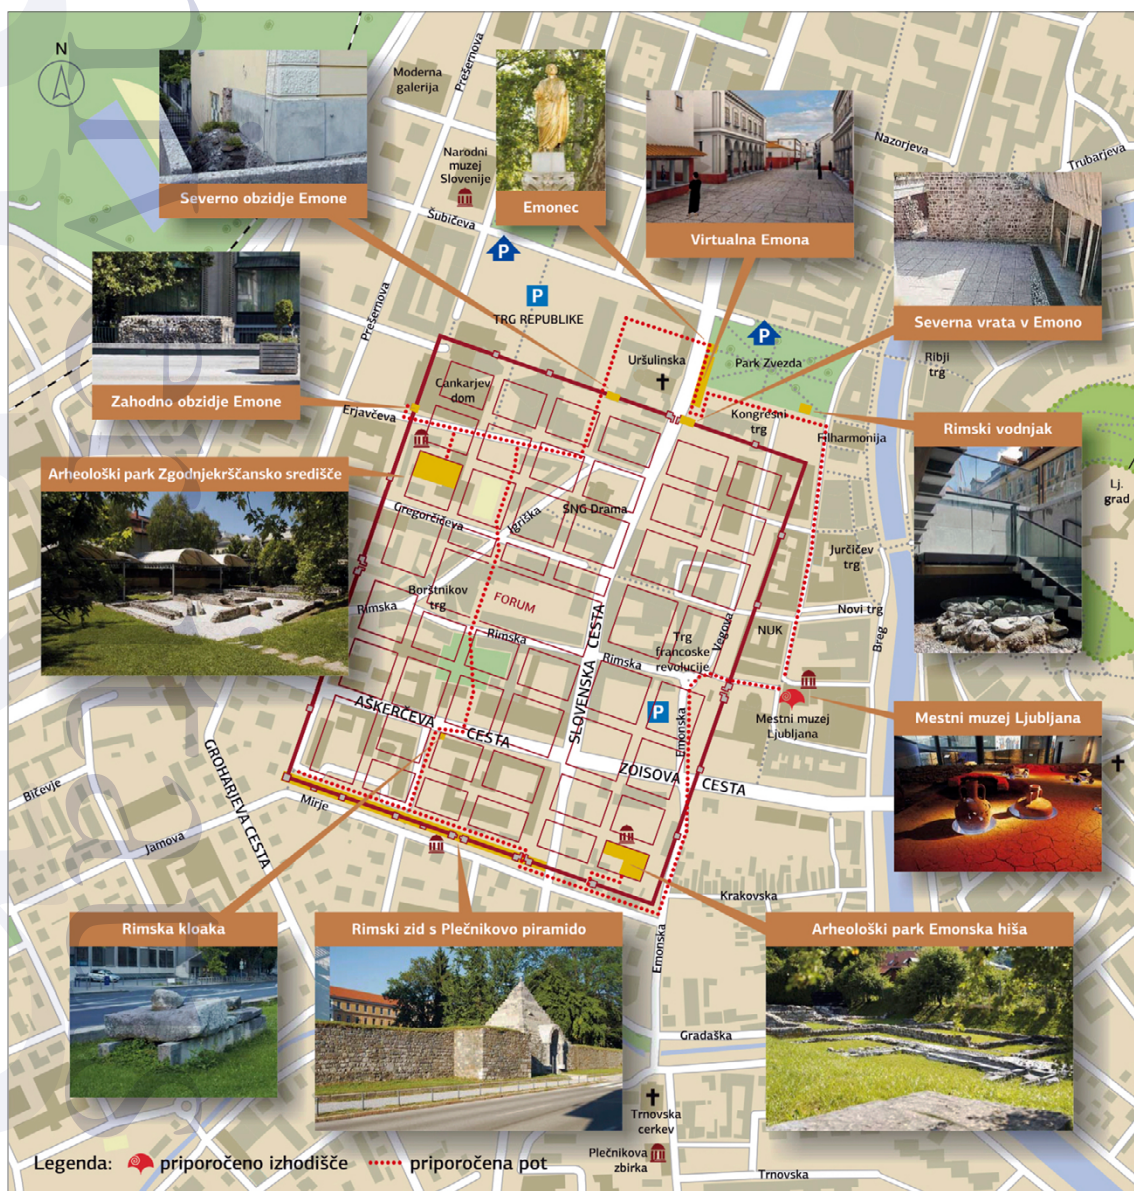 N
Moderna
galerija
Prešernova
Narodni
muzej
Slovenije
Nazorjeva
Trubarjeva
Severno obzidje Emone
Emonec
Šubičeva
Virtualna Emona
P
P
TRG REPUBLIKE
Prešernova
Severna vrata v Emono
P
Park Zvezda
Ribji
trg
Uršulinska
Cankarjev
dom
Zahodno obzidje Emone
Erjavčeva
Kongresni
trg
Filharmonija
Rimski vodnjak
Arheološki park Zgodnjekrščansko središče
Lj.
grad
Gregorčičeva
Igriška
SNG Drama
Jurčičev
trg
Borštnikov
trg
FORUM
Rimska
Rimska
Novi trg
NUK
Vegova
Breg
Trg
francoske
revolucije
Rimska
SLOVENSKA CESTA
P
Emonska
Mestni muzej
Ljubljana
Mestni muzej Ljubljana
AŠKERČEVA CESTA
ZOISOVA CESTA
GROHARJEVA CESTA
Bičevje
Mirje
Jamova
Krakovska
Rimska kloaka
Rimski zid s Plečnikovo piramido
Arheološki park Emonska hiša
Emonska
Gradaška
Trnovska
cerkev
Plečnikova
zbirka
Trnovska
Legenda: priporočeno izhodišče priporočena pot